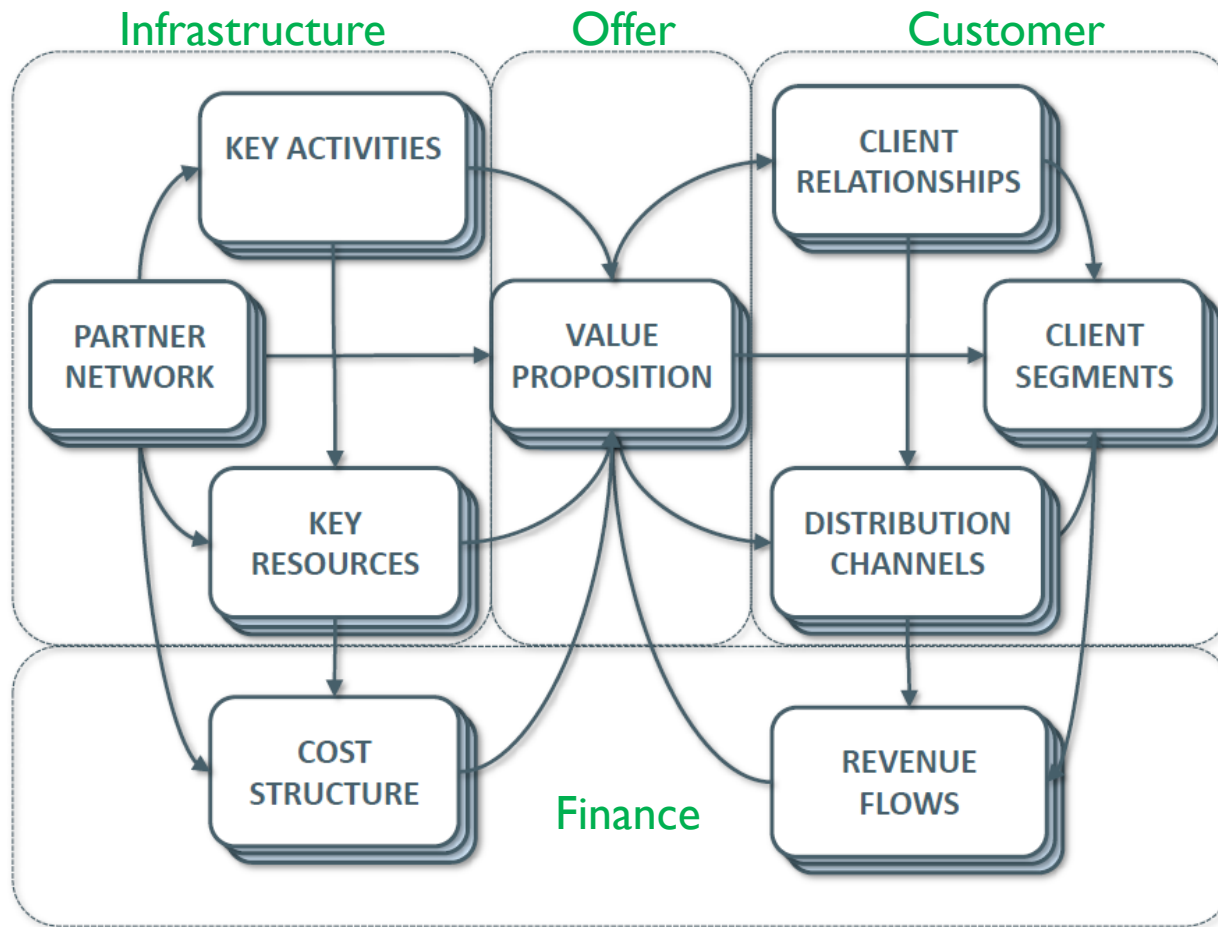 Infrastructure
Offer
Customer
KEY ACTIVITIES
CLIENT
RELATIONSHIPS
PARTNER
NETWORK
VALUE
PROPOSITION
CLIENT
SEGMENTS
KEY
RESOURCES
DISTRIBUTION
CHANNELS
COST
STRUCTURE
REVENUE
FLOWS
Finance